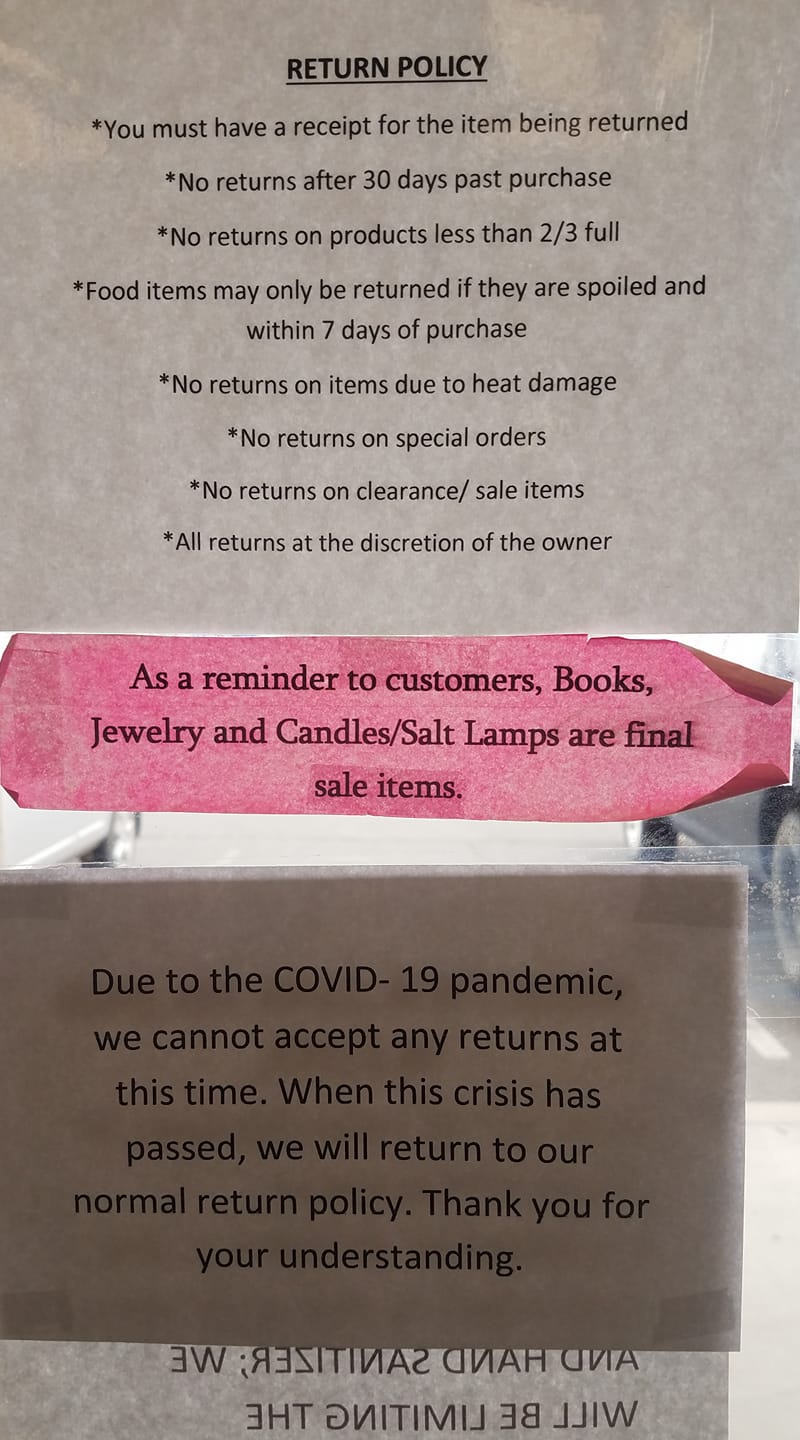 RETURN POLICY
*You must have a receipt for the item being returned
*No returns after 30 days past purchase
*No returns on products less than 2/3 full
*Food items may only be returned if they are spoiled and
within 7 days of purchase
*No returns on items due to heat damage
*No returns on special orders
*No returns on clearance/ sale items
*All returns at the discretion of the owner
As a reminder to customers, Books,
Jewelry and Candles/Salt Lamps are final
sale items.
Due to the COVID- 19 pandemic,
we cannot accept any returns at
this time. When this crisis has
passed, we will return to our
normal return policy. Thank you for
your understanding.
AND HAND SANITIZER; WE
WILL BE LIMITING THE